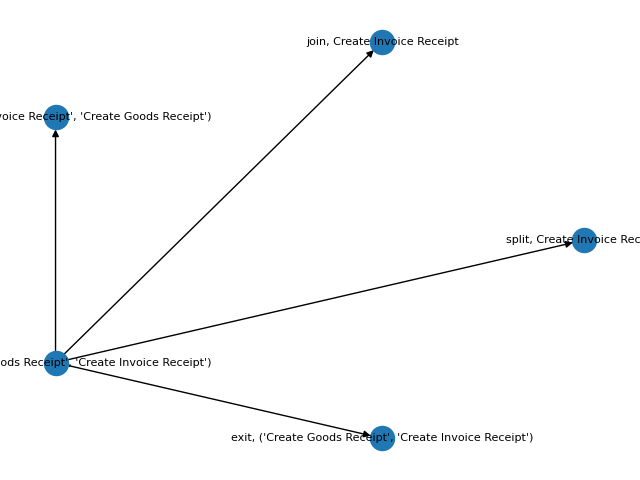 join, Create Invoice Receipt
voice Receipt', 'Create Goods Receipt')
split, Create Invoice Rec
ods Receipt', 'Create Invoice Receipt')
exit, ('Create Goods Receipt', 'Create Invoice Receipt')